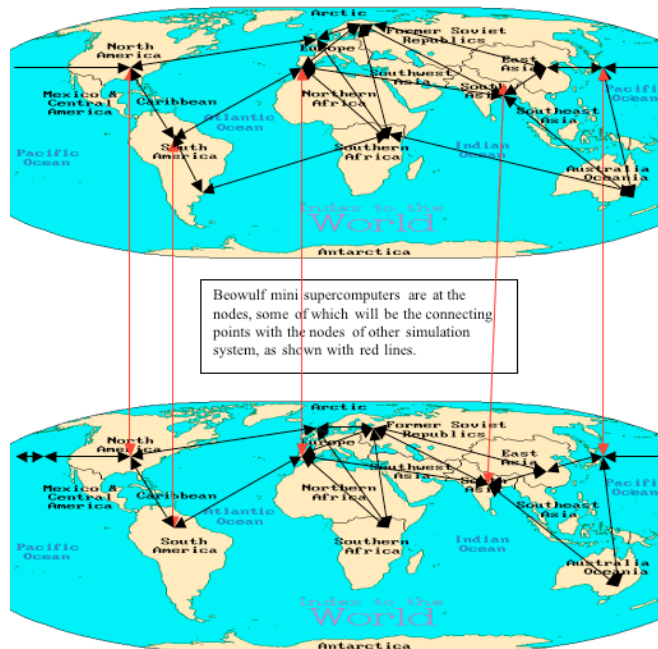 Arctic
North
America
Former Soviet
Republics
Europe
East
Asia
Southwest
Asia
South
Asia
Pacific
Ocean
Mexico &
Central
America
Caribbean
Northern
Africa
Southeast
Asia
Atlantic
Ocean
Pacific
Ocean
South
America
Southern
Africa
Indian
Ocean
Australia
Oceania
Index to the
World
Antarctica
Beowulf mini supercomputers are at the
nodes, some of which will be the connecting
points with the nodes of other simulation
system, as shown with red lines.
Arctic
North
America
Former Soviet
Republics
Europe
East
Asia
Southwest
Asia
South
Asia
Pacific
Ocean
Mexico &
Central
America
Caribbean
Northern
Africa
Southeast
Asia
Atlantic
Ocean
Pacific
Ocean
South
America
Southern
Africa
Indian
Ocean
Australia
Oceania
Index to the
World
Antarctica